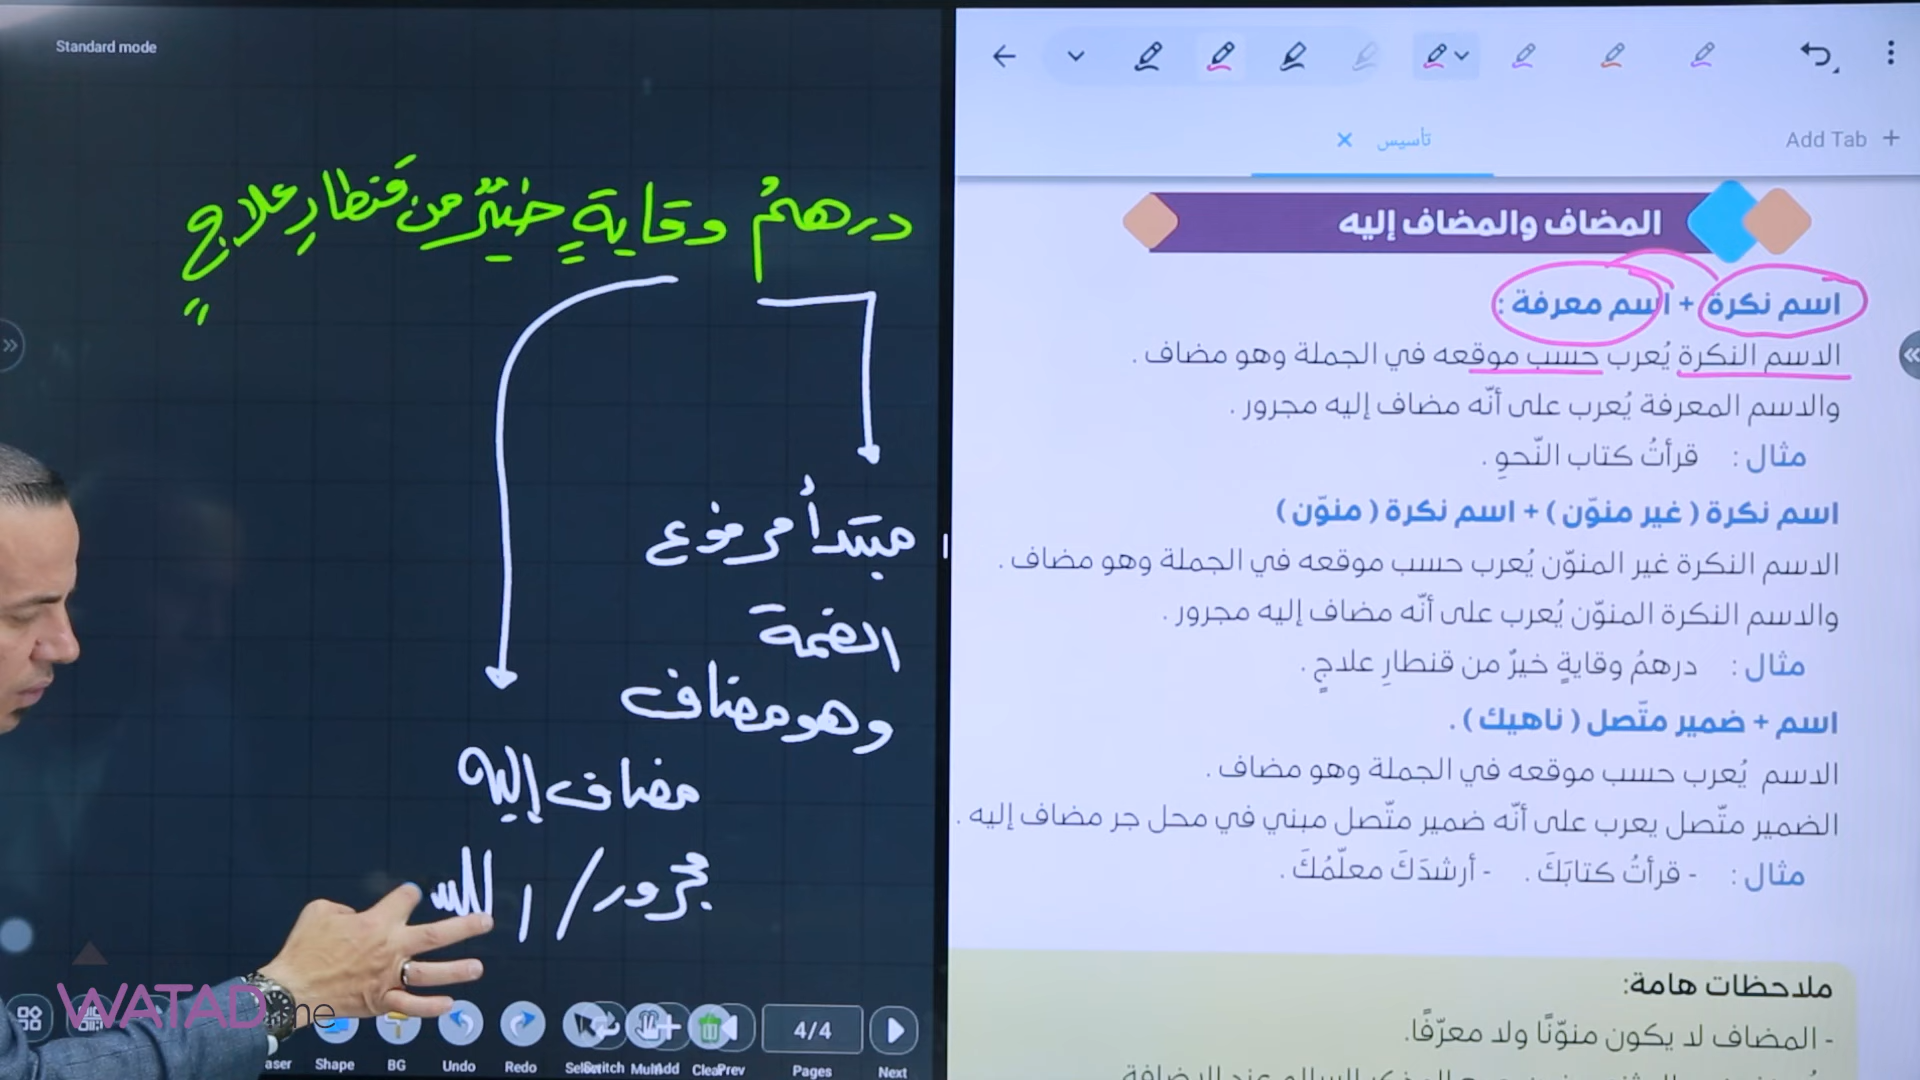 Standard mode
درهمُ وقايةٍ خيرٌ من قنطارِ علاجٍ
مبتدأ مرفوع
الضمة
وهو مضاف
مضاف إليه
مجرور /
WATAD me
Shape
BG
Undo
Redo
Pages
Next
4/4
تأسيس
Add Tab +
المضاف والمضاف إليه
اسم نكرة + اسم معرفة :
الاسم النكرة يُعرب حسب موقعه في الجملة وهو مضاف .
والاسم المعرفة يُعرب على أنّه مضاف إليه مجرور .
مثال : قرأتُ كتاب النّحوِ .
اسم نكرة ( غير منوّن ) + اسم نكرة ( منوّن )
الاسم النكرة غير المنوّن يُعرب حسب موقعه في الجملة وهو مضاف .
والاسم النكرة المنوّن يُعرب على أنّه مضاف إليه مجرور .
مثال : درهمُ وقايةٍ خيرٌ من قنطارِ علاجٍ .
اسم + ضمير متّصل ( ناهيك ) .
الاسم يُعرب حسب موقعه في الجملة وهو مضاف .
الضمير متّصل يعرب على أنّه ضمير متّصل مبني في محل جر مضاف إليه .
مثال : - قرأتُ كتابَكَ . - أرشدَكَ معلّمُكَ .
ملاحظات هامة:
- المضاف لا يكون منوّنًا ولا معرّفًا.